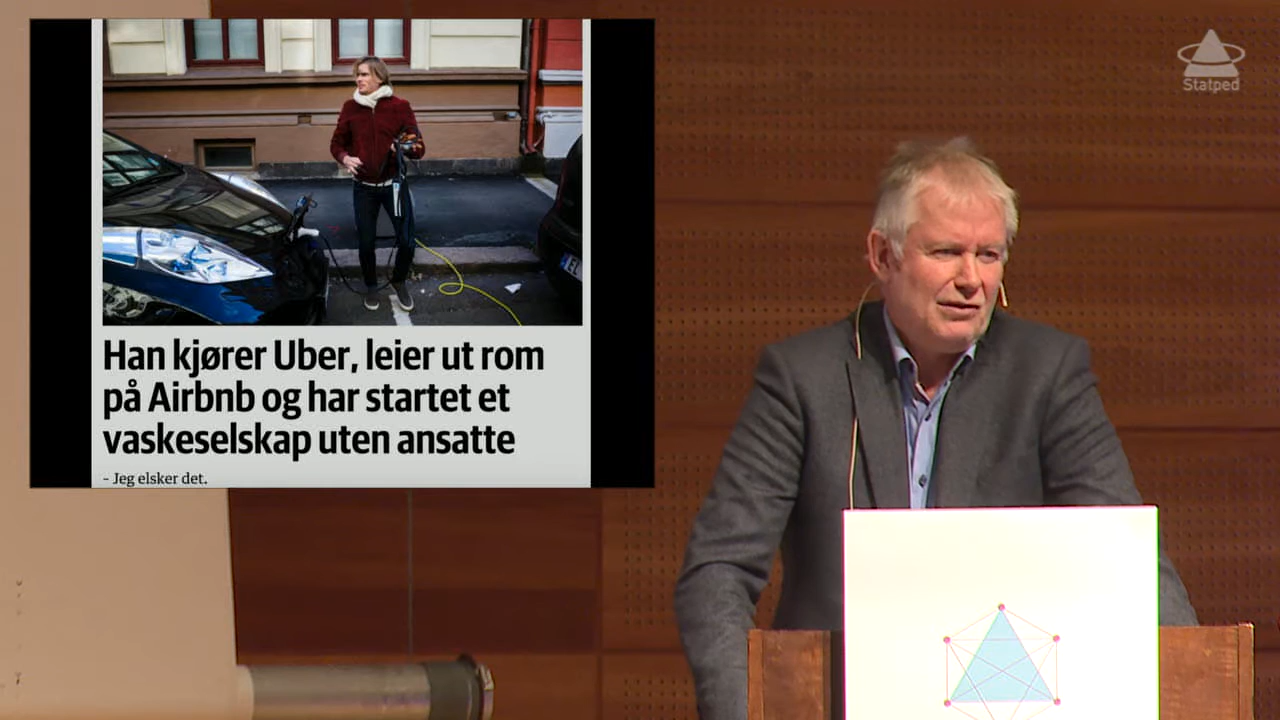 Han kjører Uber, leier ut rom
på Airbnb og har startet et
vaskeselskap uten ansatte
- Jeg elsker det.
Statped